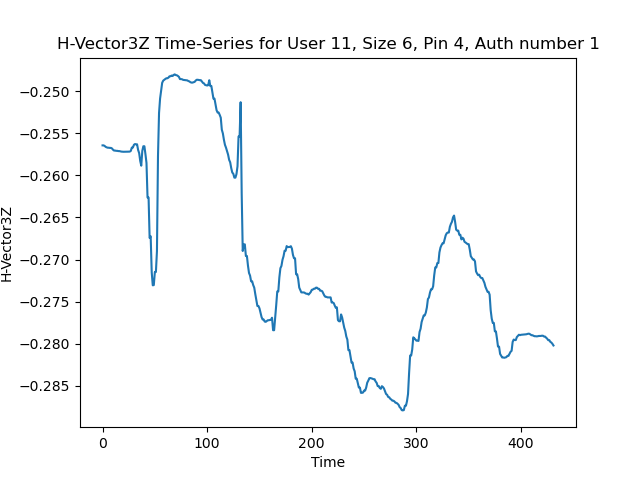 H-Vector3Z Time-Series for User 11, Size 6, Pin 4, Auth number 1
H-Vector3Z
−0.250
−0.255
−0.260
−0.265
−0.270
−0.275
−0.280
−0.285
0 100 200 300 400
Time